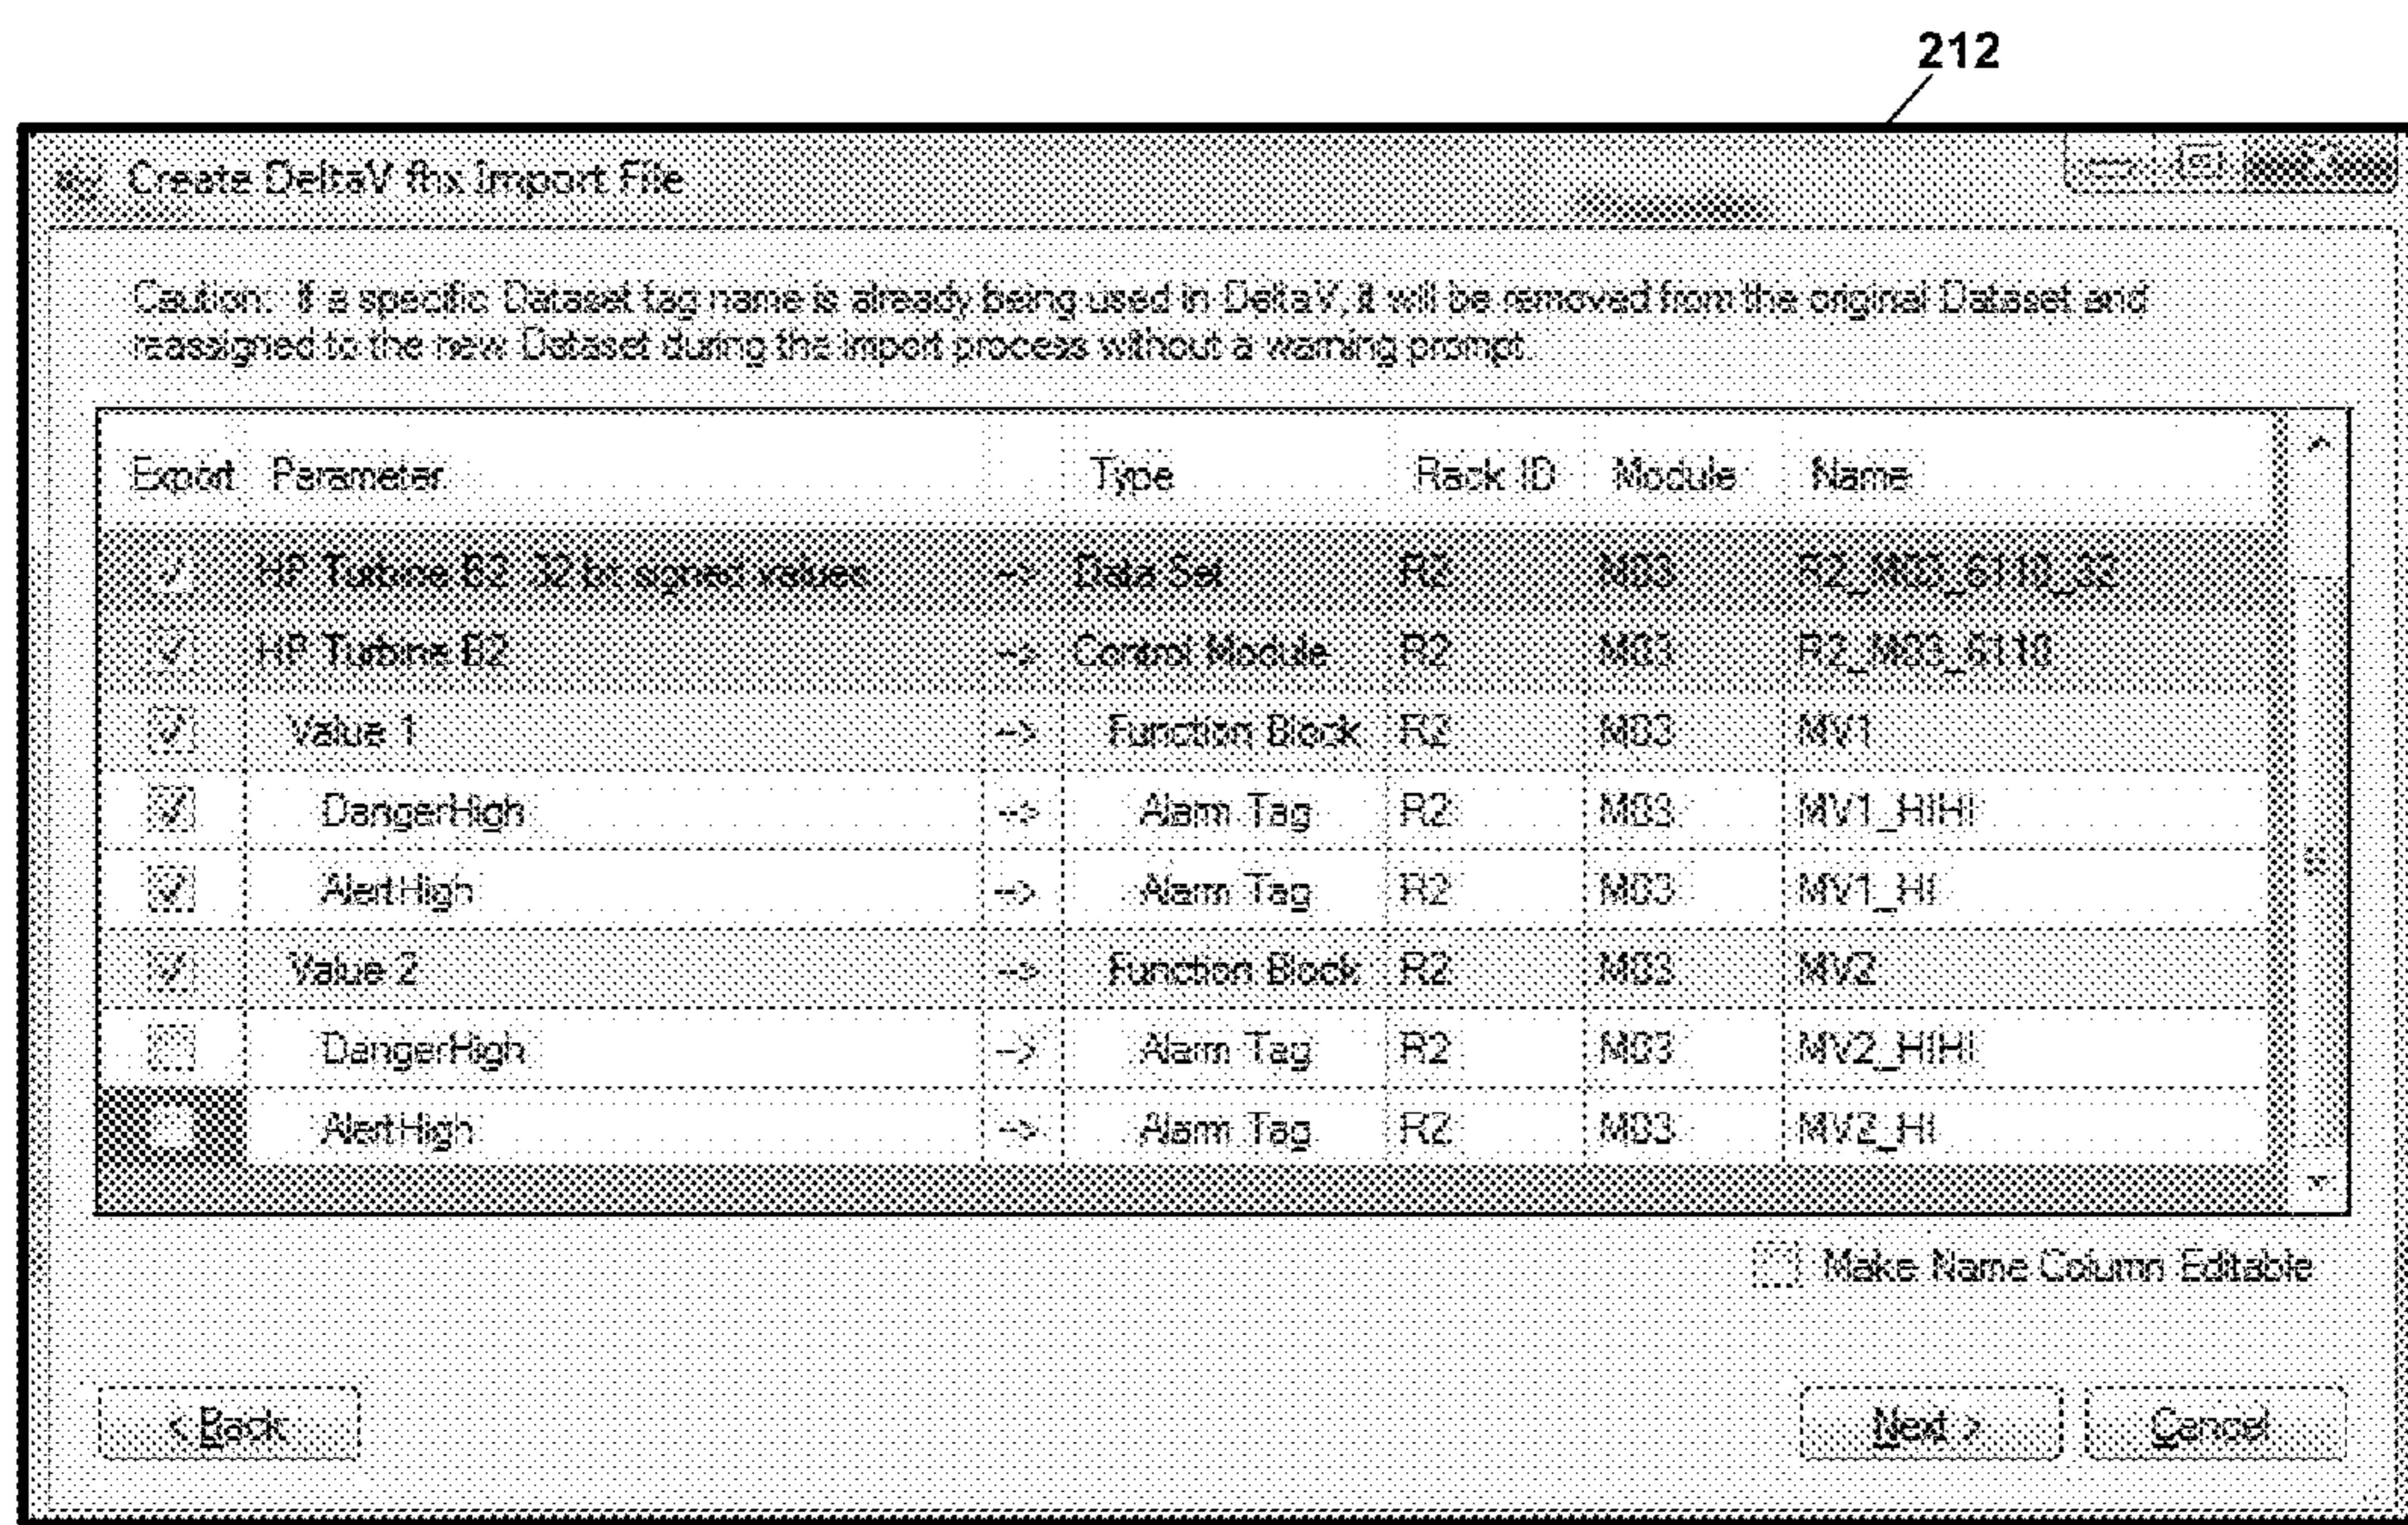 212
Create DeltaV fhx Import File
Caution: If a specific Dataset tag name is already being used in DeltaV, it will be removed from the original Dataset and
reassigned to the new Dataset during the import process without a warning prompt.
Export Parameter Type Rack ID Module Name
HP Turbine B2 32 bit signed values --> Data Set R2 M03 R2_M03_6110_32
HP Turbine B2 --> Control Module R2 M03 R2_M03_6110
Value 1 --> Function Block R2 M03 MV1
DangerHigh --> Alarm Tag R2 M03 MV1_HIHI
AlertHigh --> Alarm Tag R2 M03 MV1_HI
Value 2 --> Function Block R2 M03 MV2
DangerHigh --> Alarm Tag R2 M03 MV2_HIHI
AlertHigh --> Alarm Tag R2 M03 MV2_HI
Make Name Column Editable
< Back Next > Cancel